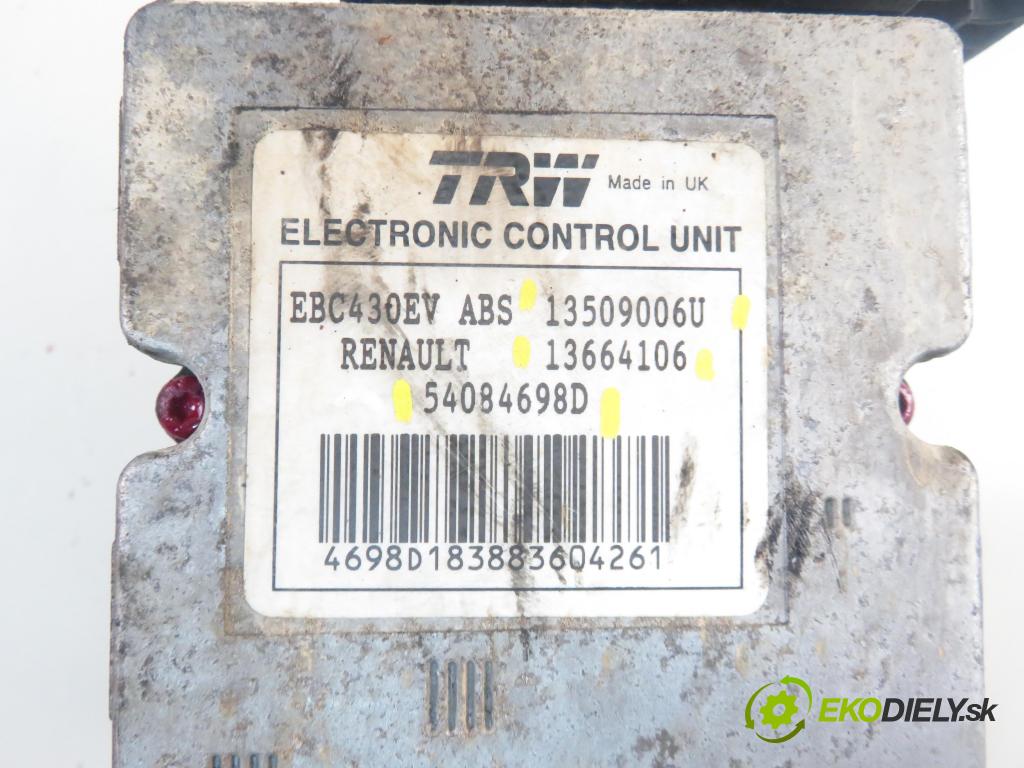 TRW Made in UK
ELECTRONIC CONTROL UNIT
EBC430EV ABS 13509006U
RENAULT 13664106
54084698D
4698D183883604261
EKODIELY.sk